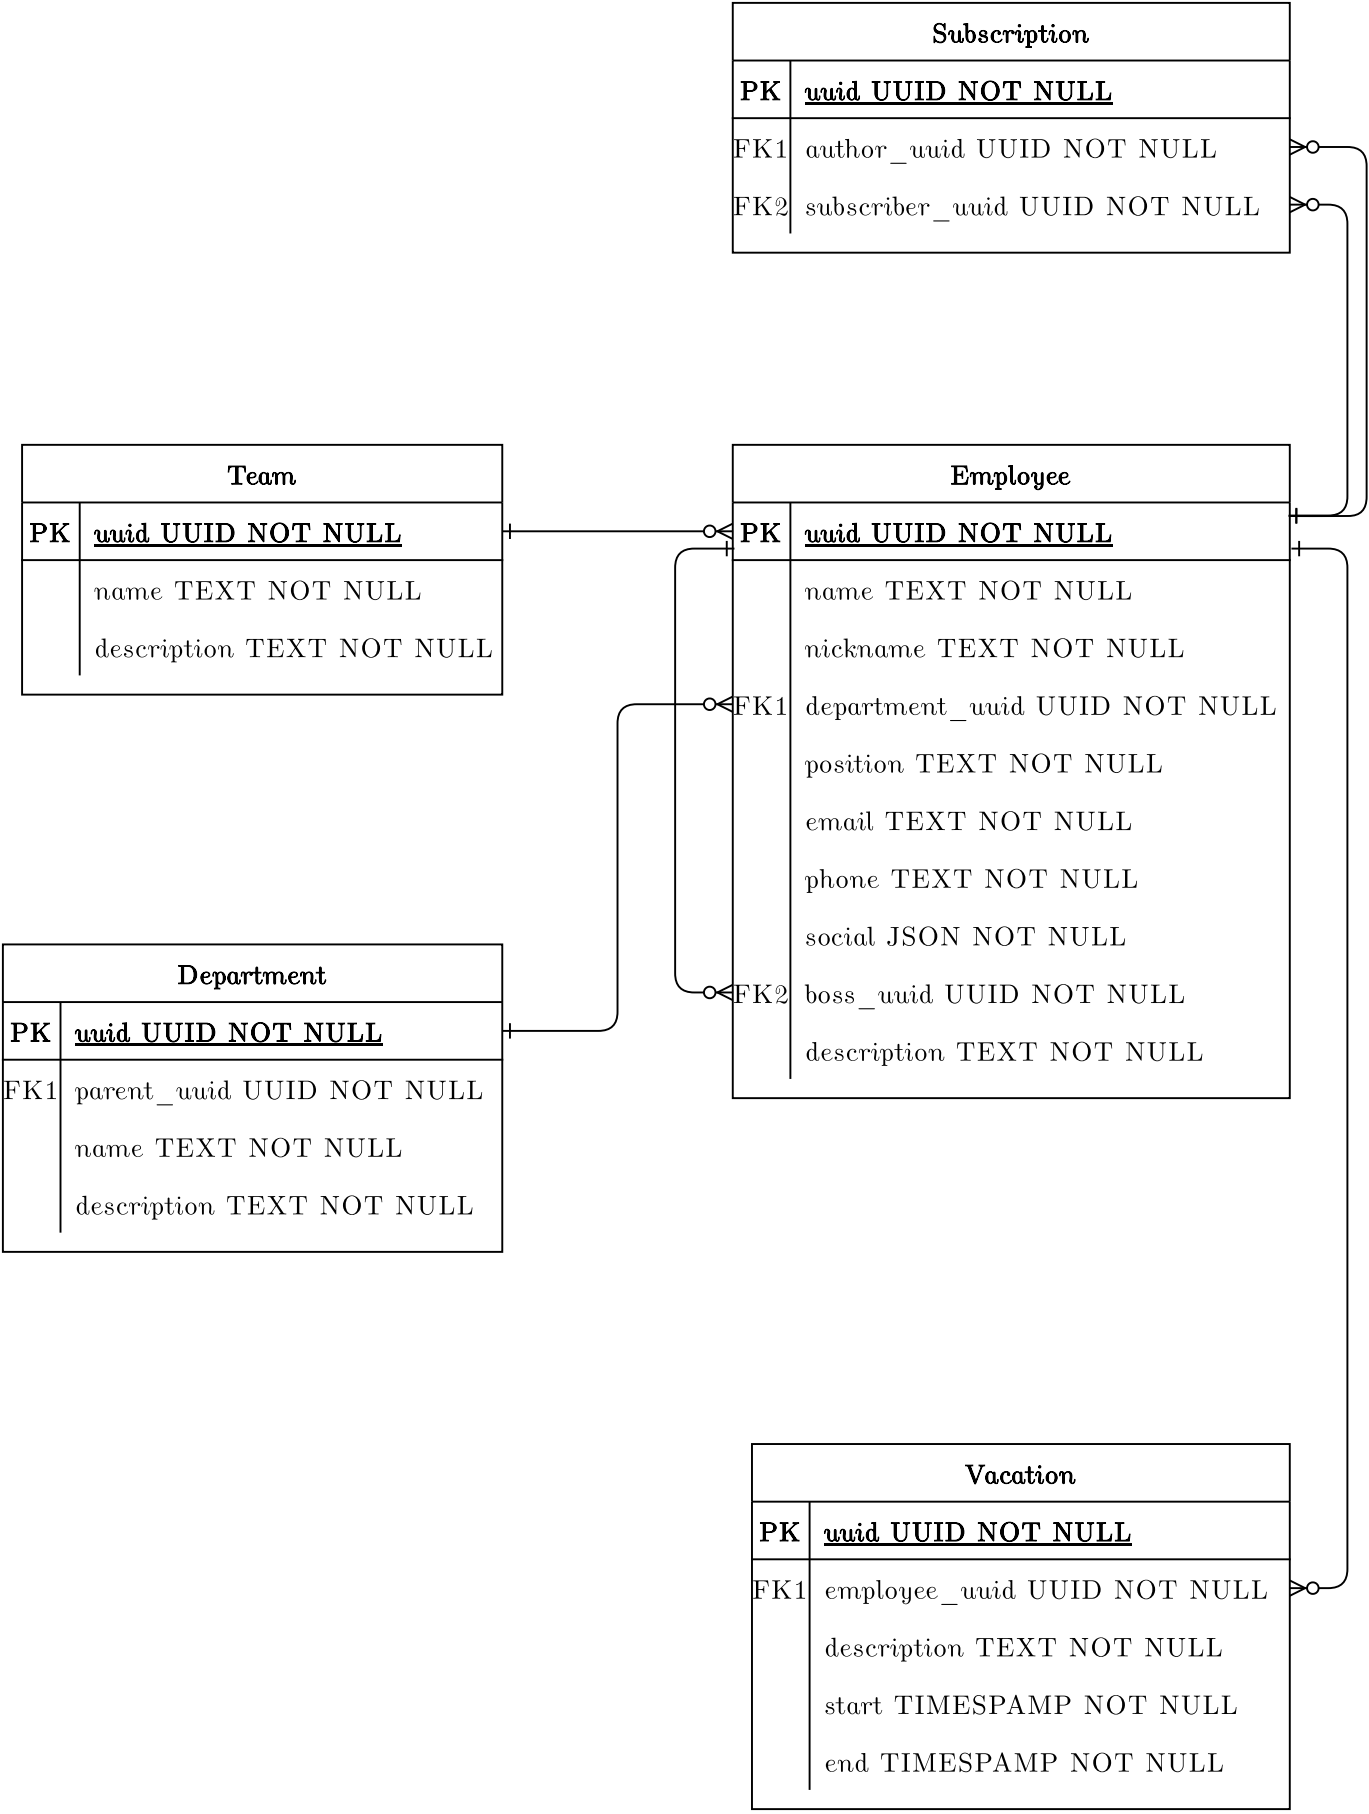 Subscription
PK uuid UUID NOT NULL
FK1 author_uuid UUID NOT NULL
FK2 subscriber_uuid UUID NOT NULL
Team
PK uuid UUID NOT NULL
name TEXT NOT NULL
description TEXT NOT NULL
Employee
PK uuid UUID NOT NULL
name TEXT NOT NULL
nickname TEXT NOT NULL
FK1 department_uuid UUID NOT NULL
position TEXT NOT NULL
email TEXT NOT NULL
phone TEXT NOT NULL
social JSON NOT NULL
FK2 boss_uuid UUID NOT NULL
description TEXT NOT NULL
Department
PK uuid UUID NOT NULL
FK1 parent_uuid UUID NOT NULL
name TEXT NOT NULL
description TEXT NOT NULL
Vacation
PK uuid UUID NOT NULL
FK1 employee_uuid UUID NOT NULL
description TEXT NOT NULL
start TIMESPAMP NOT NULL
end TIMESPAMP NOT NULL